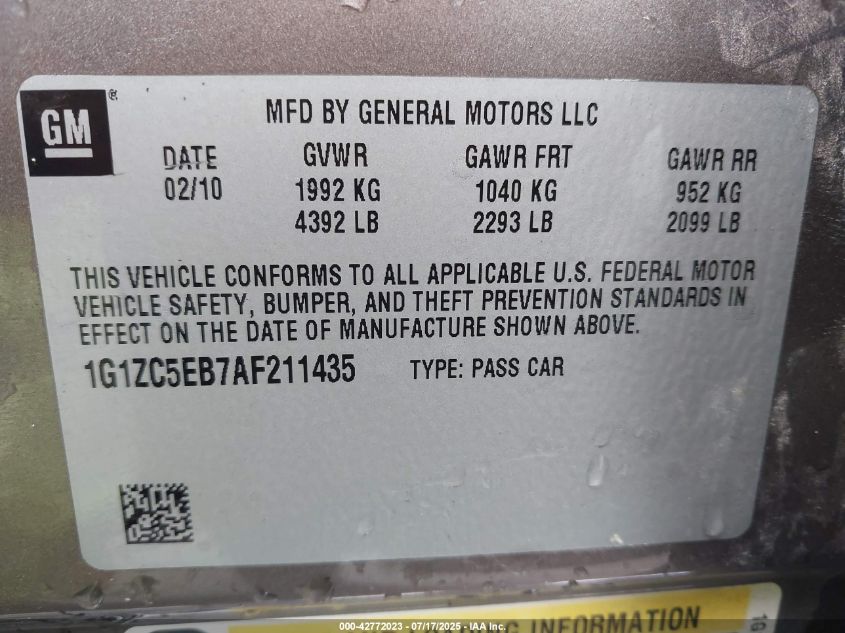 GM®
MFD BY GENERAL MOTORS LLC
DATE GVWR GAWR FRT GAWR RR
02/10 1992 KG 1040 KG 952 KG
4392 LB 2293 LB 2099 LB
THIS VEHICLE CONFORMS TO ALL APPLICABLE U.S. FEDERAL MOTOR
VEHICLE SAFETY, BUMPER, AND THEFT PREVENTION STANDARDS IN
EFFECT ON THE DATE OF MANUFACTURE SHOWN ABOVE.
1G1ZC5EB7AF211435 TYPE: PASS CAR
INFORMATION
000-42772023 - 07/17/2025 - IAA Inc.